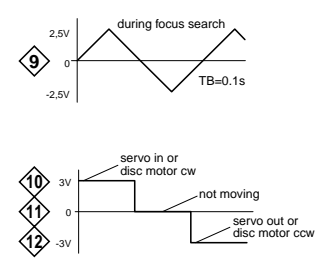 during focus search
2,5V
9
0
TB=0.1s
-2,5V
servo in or
disc motor cw
10
3V
not moving
11
0
servo out or
disc motor ccw
12
-3V